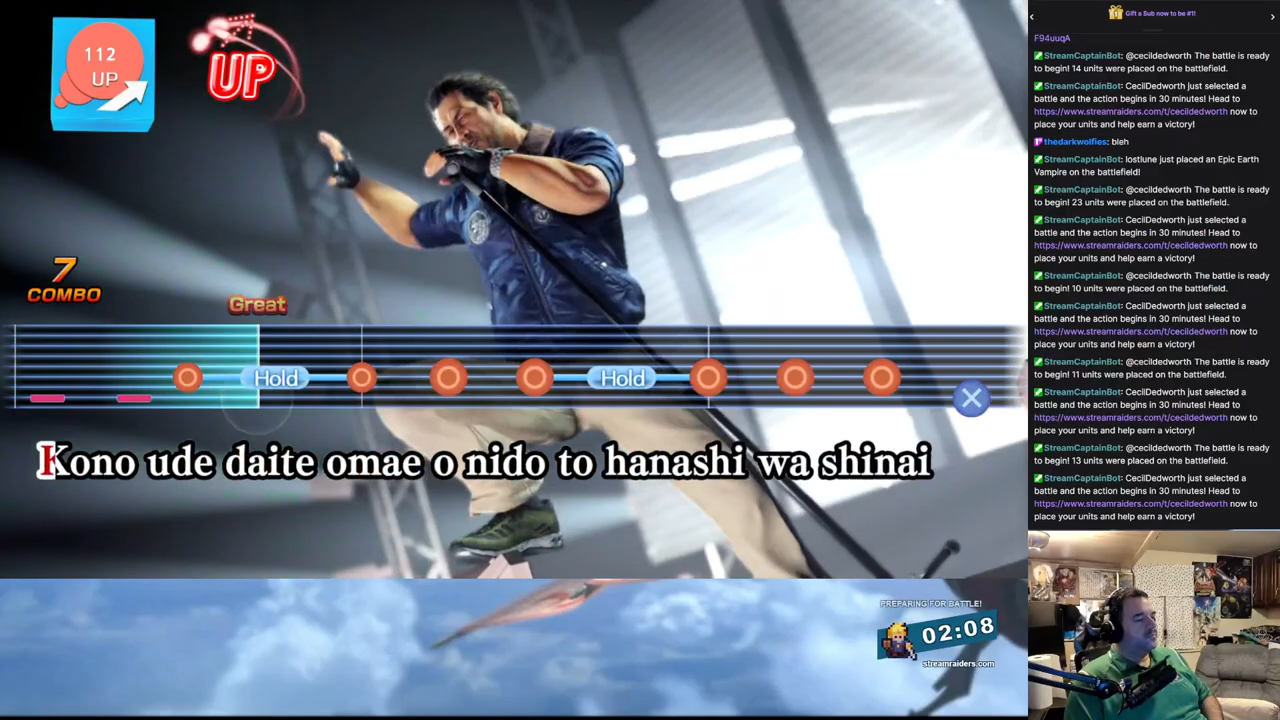 112
UP
UP
7
COMBO
Great
Hold
Hold
Kono ude daite omae o nido to hanashi wa shinai
PREPARING FOR BATTLE!
02:08
streamraiders.com
Gift a Sub now to be #1!
F94uuqA
StreamCaptainBot: @cecildedworth The battle is ready
to begin! 14 units were placed on the battlefield.
StreamCaptainBot: CecilDedworth just selected a
battle and the action begins in 30 minutes! Head to
https://www.streamraiders.com/t/cecildedworth now to
place your units and help earn a victory!
thedarkwolfies: bleh
StreamCaptainBot: lostlune just placed an Epic Earth
Vampire on the battlefield!
StreamCaptainBot: @cecildedworth The battle is ready to
begin! 23 units were placed on the battlefield.
StreamCaptainBot: CecilDedworth just selected a
battle and the action begins in 30 minutes! Head to
https://www.streamraiders.com/t/cecildedworth now to
place your units and help earn a victory!
StreamCaptainBot: @cecildedworth The battle is ready to
begin! 10 units were placed on the battlefield.
StreamCaptainBot: CecilDedworth just selected a
battle and the action begins in 30 minutes! Head to
https://www.streamraiders.com/t/cecildedworth now to
place your units and help earn a victory!
StreamCaptainBot: @cecildedworth The battle is ready to
begin! 11 units were placed on the battlefield.
StreamCaptainBot: CecilDedworth just selected a
battle and the action begins in 30 minutes! Head to
https://www.streamraiders.com/t/cecildedworth now to
place your units and help earn a victory!
StreamCaptainBot: @cecildedworth The battle is ready to
begin! 13 units were placed on the battlefield.
StreamCaptainBot: CecilDedworth just selected a
battle and the action begins in 30 minutes! Head to
https://www.streamraiders.com/t/cecildedworth now to
place your units and help earn a victory!